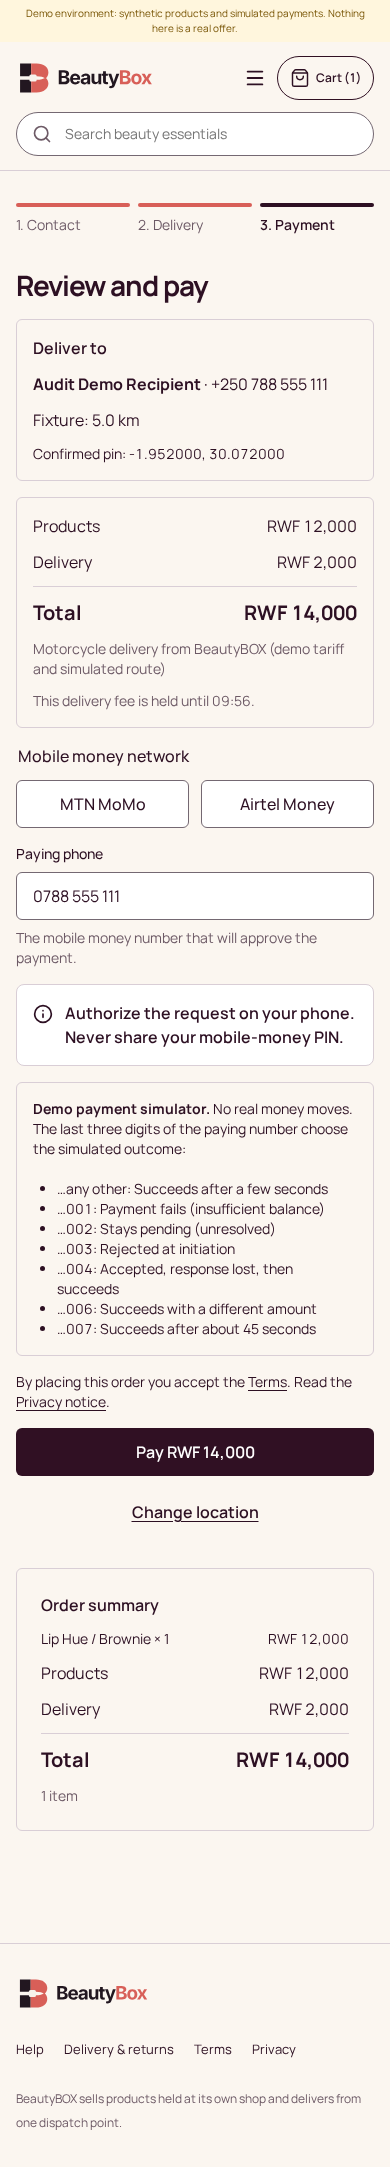 Demo environment: synthetic products and simulated payments. Nothing
here is a real offer.
BeautyBox
Cart (1)
Search beauty essentials
1. Contact
2. Delivery
3. Payment
Review and pay
Deliver to
Audit Demo Recipient · +250 788 555 111
Fixture: 5.0 km
Confirmed pin: -1.952000, 30.072000
Products RWF 12,000
Delivery RWF 2,000
Total RWF 14,000
Motorcycle delivery from BeautyBOX (demo tariff
and simulated route)
This delivery fee is held until 09:56.
Mobile money network
MTN MoMo
Airtel Money
Paying phone
0788 555 111
The mobile money number that will approve the
payment.
Authorize the request on your phone.
Never share your mobile-money PIN.
Demo payment simulator. No real money moves.
The last three digits of the paying number choose
the simulated outcome:
• …any other: Succeeds after a few seconds
• …001: Payment fails (insufficient balance)
• …002: Stays pending (unresolved)
• …003: Rejected at initiation
• …004: Accepted, response lost, then
succeeds
• …006: Succeeds with a different amount
• …007: Succeeds after about 45 seconds
By placing this order you accept the Terms. Read the
Privacy notice.
Pay RWF 14,000
Change location
Order summary
Lip Hue / Brownie × 1 RWF 12,000
Products RWF 12,000
Delivery RWF 2,000
Total RWF 14,000
1 item
BeautyBox
Help Delivery & returns Terms Privacy
BeautyBOX sells products held at its own shop and delivers from
one dispatch point.